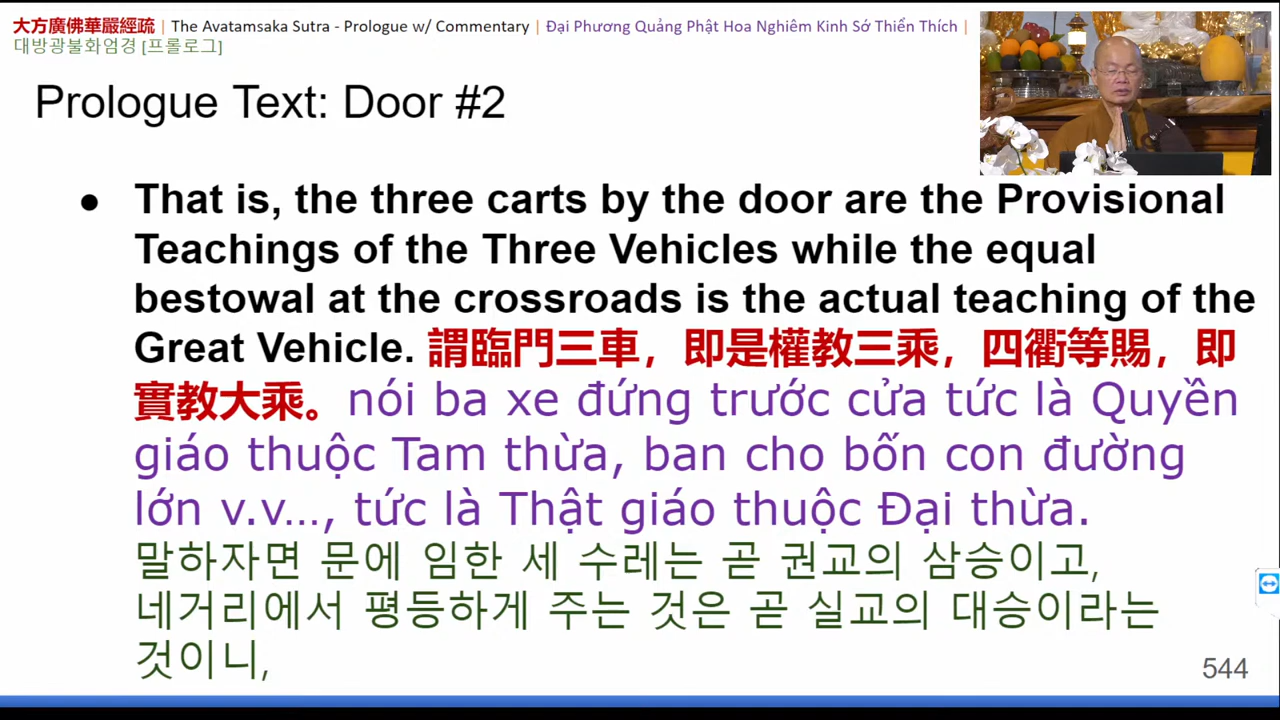 大方廣佛華嚴經疏 | The Avatamsaka Sutra - Prologue w/ Commentary | Đại Phương Quảng Phật Hoa Nghiêm Kinh Sớ Thiển Thích |
대방광불화엄경 [프롤로그]
Prologue Text: Door #2
● That is, the three carts by the door are the Provisional
Teachings of the Three Vehicles while the equal
bestowal at the crossroads is the actual teaching of the
Great Vehicle. 謂臨門三車，即是權教三乘，四衢等賜，即
實教大乘。nói ba xe đứng trước cửa tức là Quyền
giáo thuộc Tam thừa, ban cho bốn con đường
lớn v.v…, tức là Thật giáo thuộc Đại thừa.
말하자면 문에 임한 세 수레는 곧 권교의 삼승이고,
네거리에서 평등하게 주는 것은 곧 실교의 대승이라는
것이니,
544